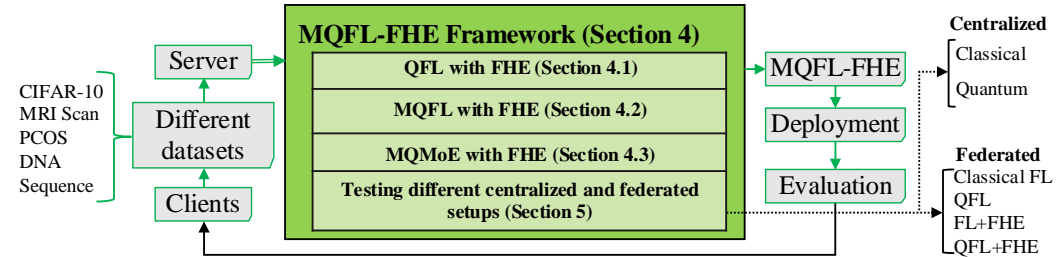 CIFAR-10
MRI Scan
PCOS
DNA
Sequence
Server
Different
datasets
Clients
MQFL-FHE Framework (Section 4)
QFL with FHE (Section 4.1)
MQFL with FHE (Section 4.2)
MQMoE with FHE (Section 4.3)
Testing different centralized and federated
setups (Section 5)
MQFL-FHE
Deployment
Evaluation
Centralized
Classical
Quantum
Federated
Classical FL
QFL
FL+FHE
QFL+FHE